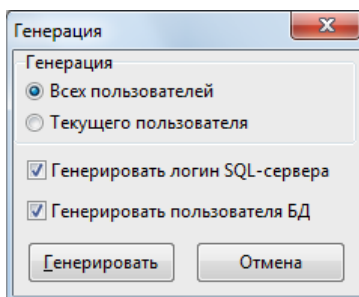 Генерация
Генерация
Всех пользователей
Текущего пользователя
Генерировать логин SQL-сервера
Генерировать пользователя БД
Генерировать
Отмена